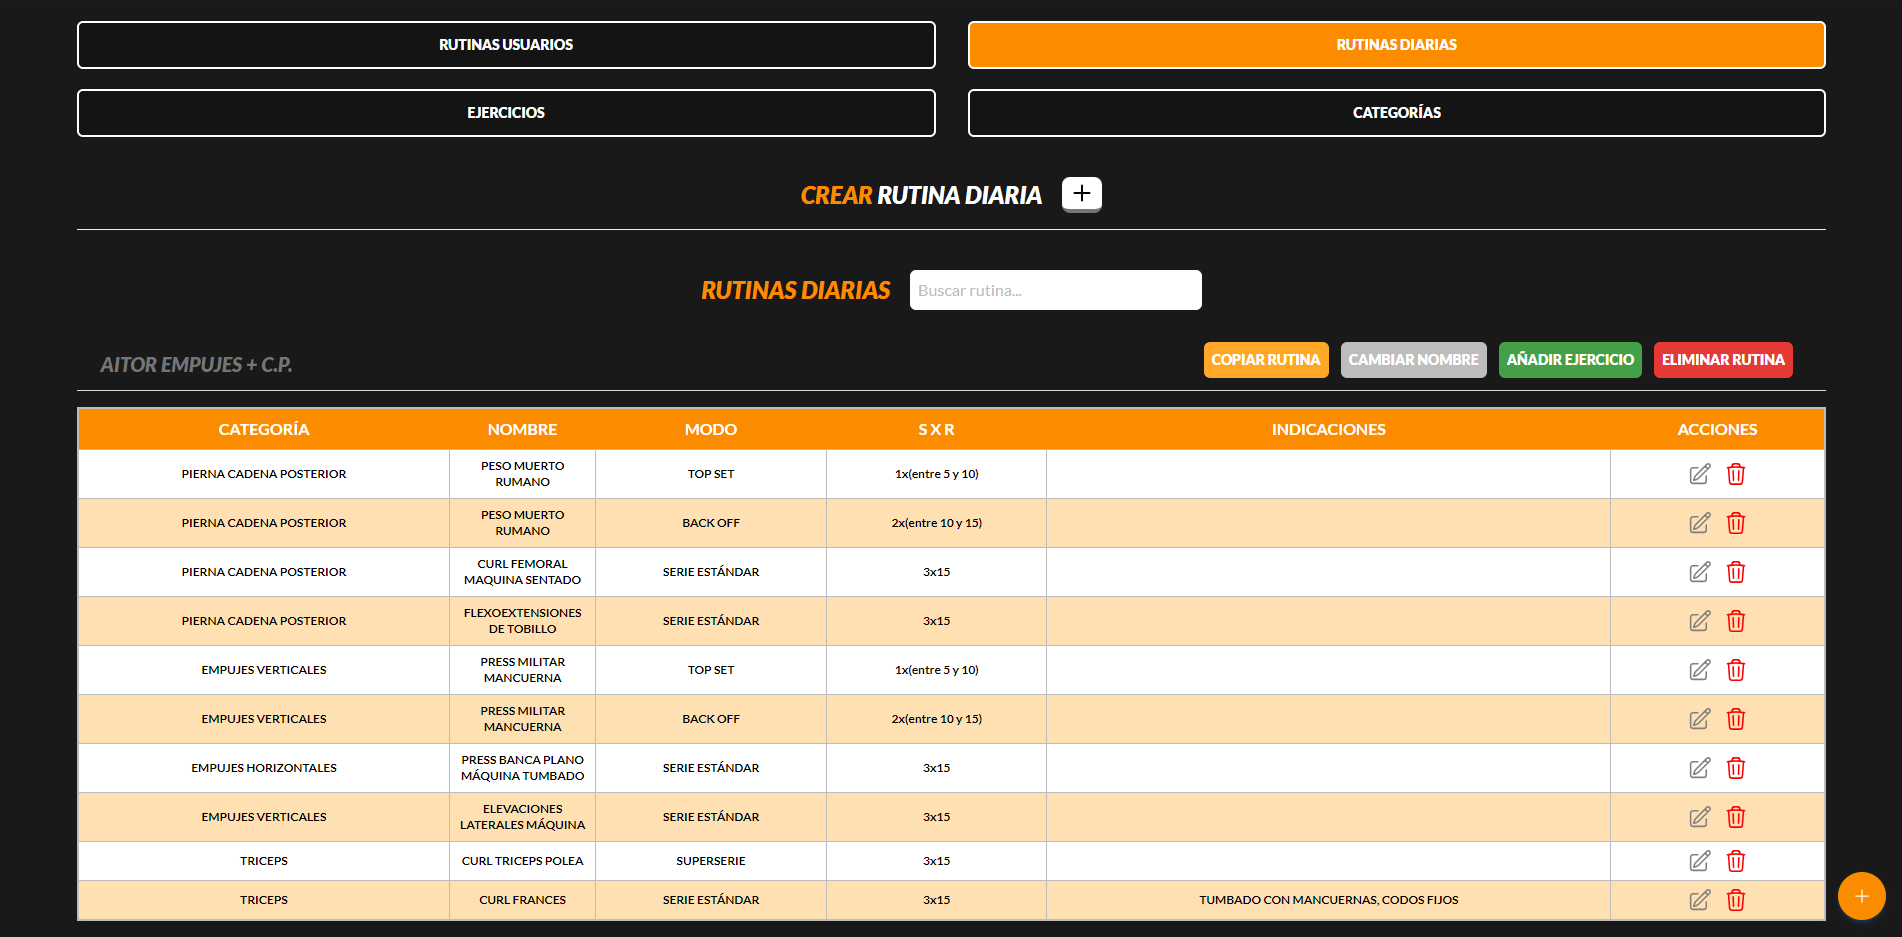 RUTINAS USUARIOS
RUTINAS DIARIAS
EJERCICIOS
CATEGORÍAS
CREAR RUTINA DIARIA
RUTINAS DIARIAS
Buscar rutina...
AITOR EMPUJES + C.P.
COPIAR RUTINA
CAMBIAR NOMBRE
AÑADIR EJERCICIO
ELIMINAR RUTINA
CATEGORÍA NOMBRE MODO S X R INDICACIONES ACCIONES
PIERNA CADENA POSTERIOR
PESO MUERTO
RUMANO
TOP SET
1x(entre 5 y 10)
PIERNA CADENA POSTERIOR
PESO MUERTO
RUMANO
BACK OFF
2x(entre 10 y 15)
PIERNA CADENA POSTERIOR
CURL FEMORAL
MAQUINA SENTADO
SERIE ESTÁNDAR
3x15
PIERNA CADENA POSTERIOR
FLEXOEXTENSIONES
DE TOBILLO
SERIE ESTÁNDAR
3x15
EMPUJES VERTICALES
PRESS MILITAR
MANCUERNA
TOP SET
1x(entre 5 y 10)
EMPUJES VERTICALES
PRESS MILITAR
MANCUERNA
BACK OFF
2x(entre 10 y 15)
EMPUJES HORIZONTALES
PRESS BANCA PLANO
MÁQUINA TUMBADO
SERIE ESTÁNDAR
3x15
EMPUJES VERTICALES
ELEVACIONES
LATERALES MÁQUINA
SERIE ESTÁNDAR
3x15
TRICEPS
CURL TRICEPS POLEA
SUPERSERIE
3x15
TRICEPS
CURL FRANCES
SERIE ESTÁNDAR
3x15
TUMBADO CON MANCUERNAS, CODOS FIJOS